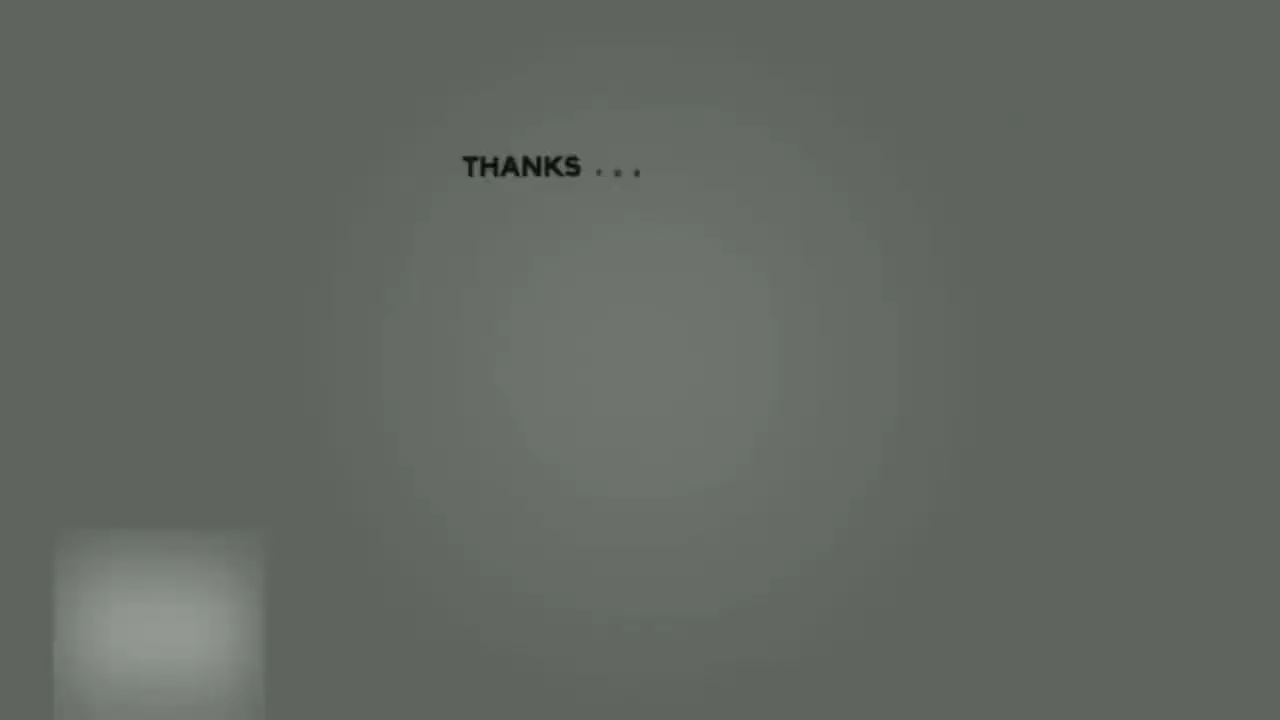 THANKS . . .